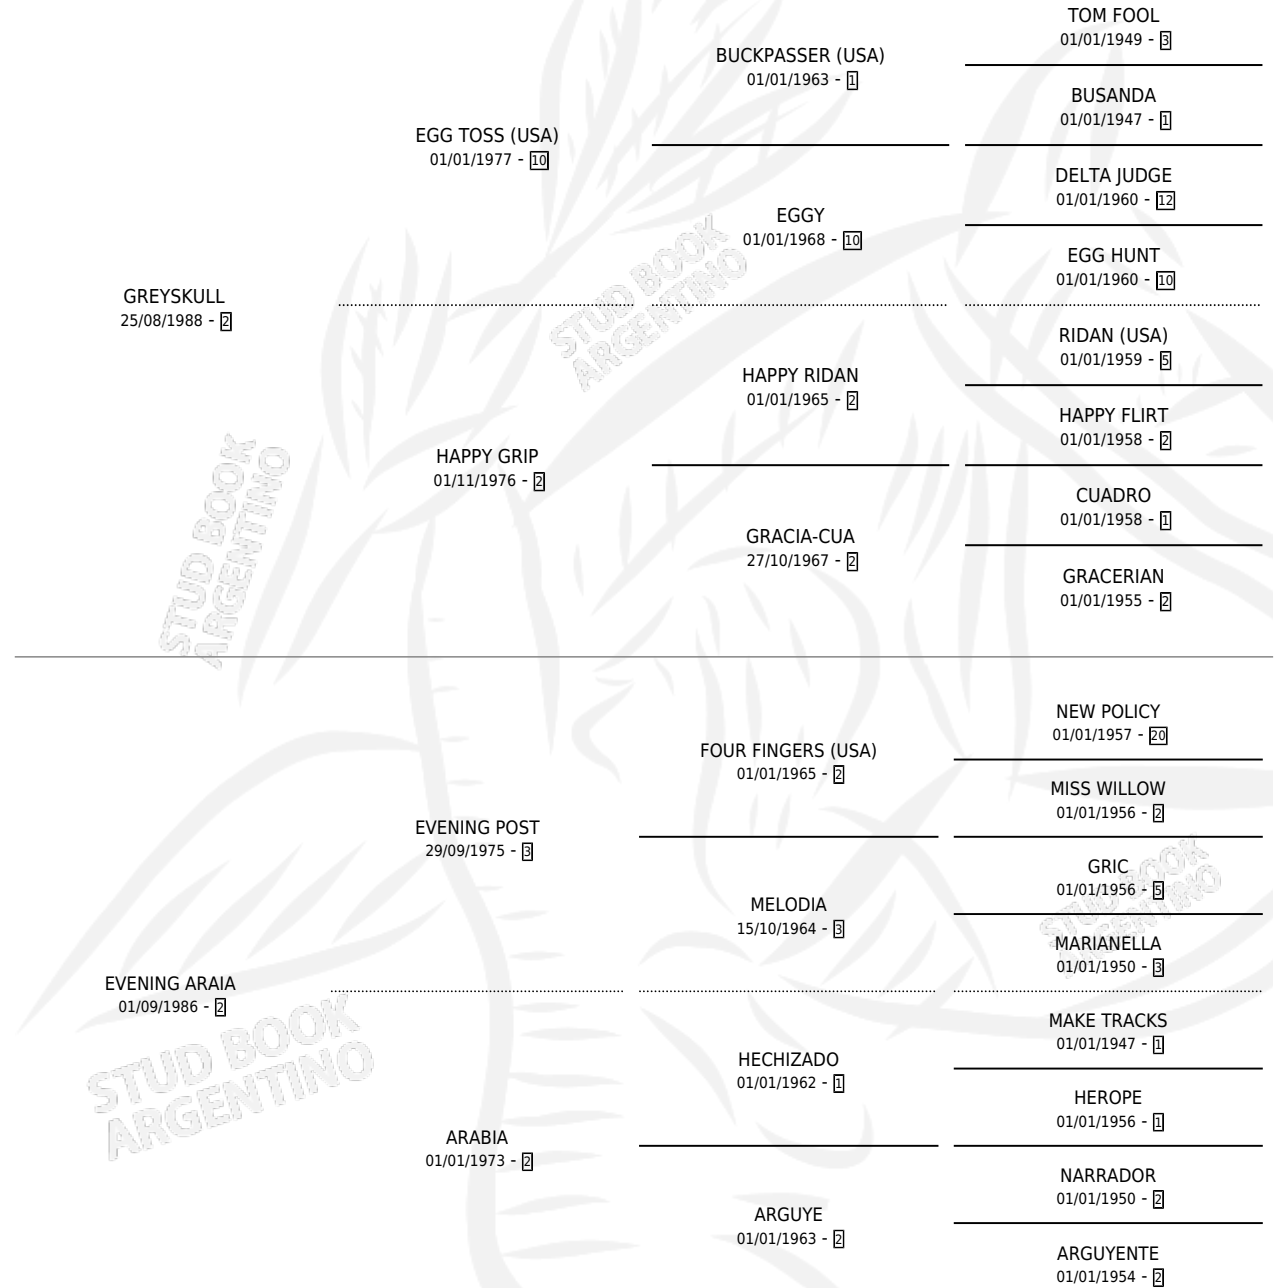 TOM FOOL
01/01/1949 - 3
BUCKPASSER (USA)
01/01/1963 - 1
BUSANDA
01/01/1947 - 1
EGG TOSS (USA)
01/01/1977 - 10
DELTA JUDGE
01/01/1960 - 12
EGGY
01/01/1968 - 10
EGG HUNT
01/01/1960 - 10
GREYSKULL
25/08/1988 - 2
RIDAN (USA)
01/01/1959 - 5
HAPPY RIDAN
01/01/1965 - 2
HAPPY FLIRT
01/01/1958 - 2
HAPPY GRIP
01/11/1976 - 2
CUADRO
01/01/1958 - 1
GRACIA-CUA
27/10/1967 - 2
GRACERIAN
01/01/1955 - 2
NEW POLICY
01/01/1957 - 20
FOUR FINGERS (USA)
01/01/1965 - 2
MISS WILLOW
01/01/1956 - 2
EVENING POST
29/09/1975 - 3
GRIC
01/01/1956 - 5
MELODIA
15/10/1964 - 3
MARIANELLA
01/01/1950 - 3
EVENING ARAIA
01/09/1986 - 2
MAKE TRACKS
01/01/1947 - 1
HECHIZADO
01/01/1962 - 1
HEROPE
01/01/1956 - 1
ARABIA
01/01/1973 - 2
NARRADOR
01/01/1950 - 2
ARGUYE
01/01/1963 - 2
ARGUYENTE
01/01/1954 - 2
STUD BOOK
ARGENTINO
STUD BOOK
ARGENTINO
STUD BOOK
ARGENTINO
STUD BOOK
ARGENTINO